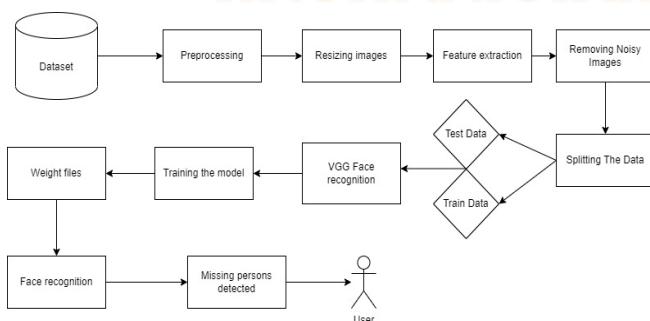 Dataset
Preprocessing
Resizing images
Feature extraction
Removing Noisy
Images
Test Data
Train Data
Splitting The Data
VGG Face
recognition
Training the model
Weight files
Face recognition
Missing persons
detected
User